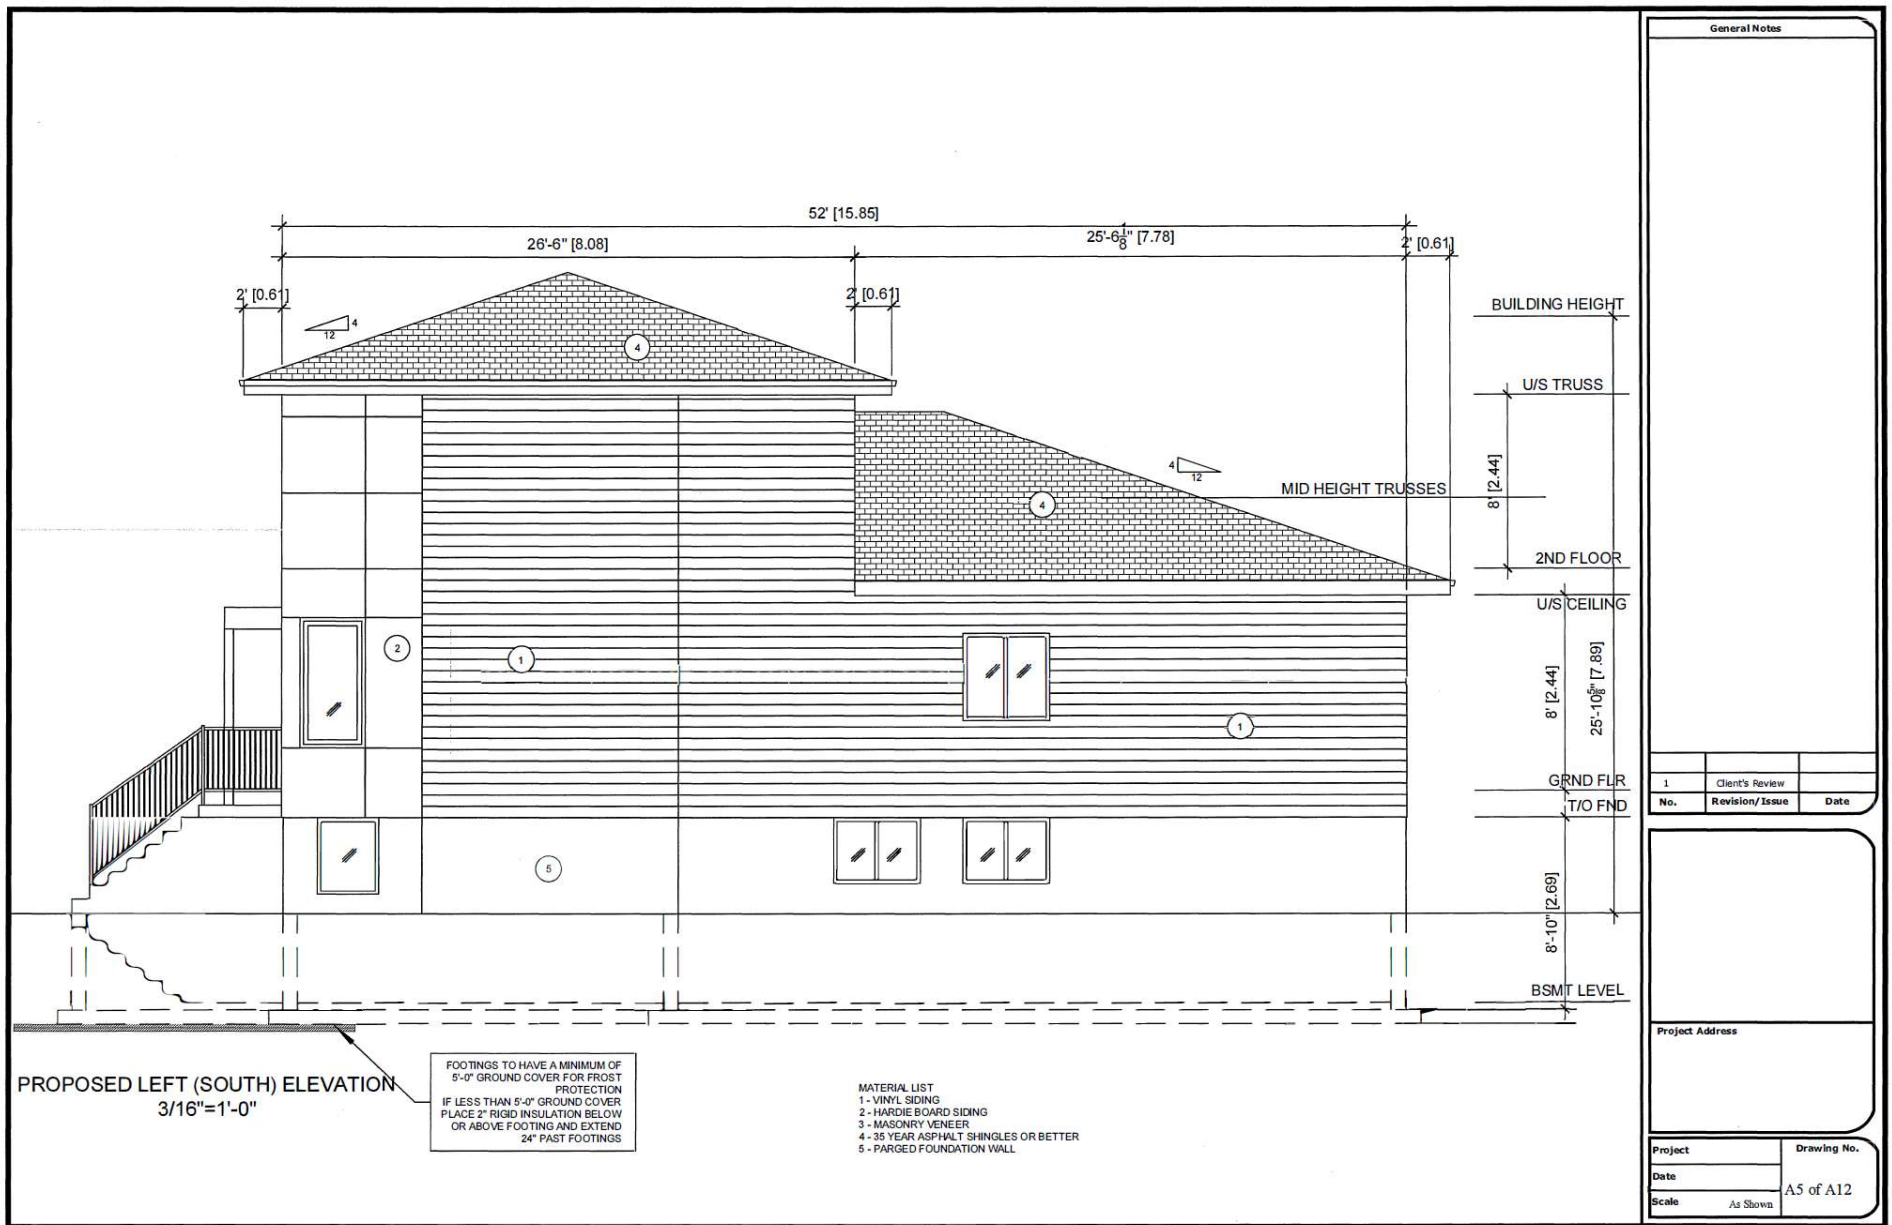 General Notes
52' [15.85]
26'-6" [8.08]
25'-6⅛" [7.78]
2' [0.61]
2' [0.61]
2' [0.61]
4
12
4
BUILDING HEIGHT
U/S TRUSS
4
12
8' [2.44]
MID HEIGHT TRUSSES
4
2ND FLOOR
U/S CEILING
2
1
8' [2.44]
25'-10⅝" [7.89]
1
GRND FLR
T/O FND
5
8'-10" [2.69]
BSMT LEVEL
PROPOSED LEFT (SOUTH) ELEVATION
3/16"=1'-0"
FOOTINGS TO HAVE A MINIMUM OF
5'-0" GROUND COVER FOR FROST
PROTECTION
IF LESS THAN 5'-0" GROUND COVER
PLACE 2" RIGID INSULATION BELOW
OR ABOVE FOOTING AND EXTEND
24" PAST FOOTINGS
MATERIAL LIST
1 - VINYL SIDING
2 - HARDIE BOARD SIDING
3 - MASONRY VENEER
4 - 35 YEAR ASPHALT SHINGLES OR BETTER
5 - PARGED FOUNDATION WALL
1 Client's Review
No. Revision/Issue Date
Project Address
Project
Drawing No.
Date
A5 of A12
Scale As Shown